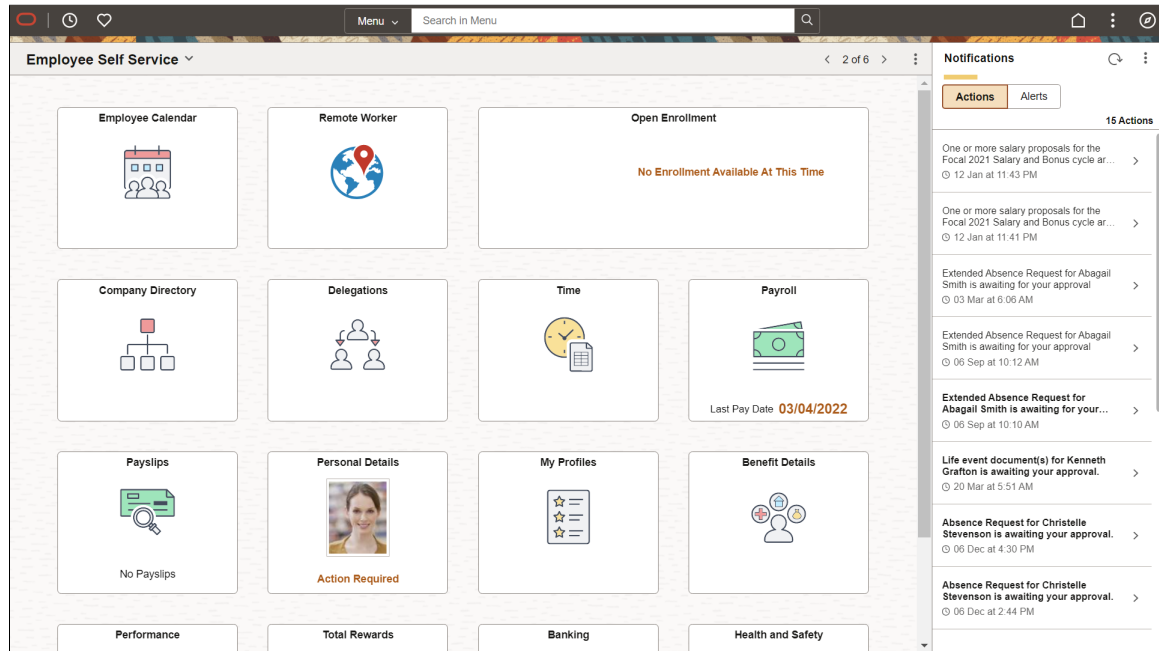 Menu
Search in Menu
Employee Self Service
2 of 6
Notifications
Actions
Alerts
15 Actions
Employee Calendar
Remote Worker
Open Enrollment
No Enrollment Available At This Time
Company Directory
Delegations
Time
Payroll
Last Pay Date 03/04/2022
Payslips
No Payslips
Personal Details
Action Required
My Profiles
Benefit Details
Performance
Total Rewards
Banking
Health and Safety
One or more salary proposals for the
Focal 2021 Salary and Bonus cycle ar...
12 Jan at 11:43 PM
One or more salary proposals for the
Focal 2021 Salary and Bonus cycle ar...
12 Jan at 11:41 PM
Extended Absence Request for Abagail
Smith is awaiting for your approval
03 Mar at 6:06 AM
Extended Absence Request for Abagail
Smith is awaiting for your approval
06 Sep at 10:12 AM
Extended Absence Request for
Abagail Smith is awaiting for your...
06 Sep at 10:10 AM
Life event document(s) for Kenneth
Grafton is awaiting your approval.
20 Mar at 5:51 AM
Absence Request for Christelle
Stevenson is awaiting your approval.
06 Dec at 4:30 PM
Absence Request for Christelle
Stevenson is awaiting your approval.
06 Dec at 2:44 PM